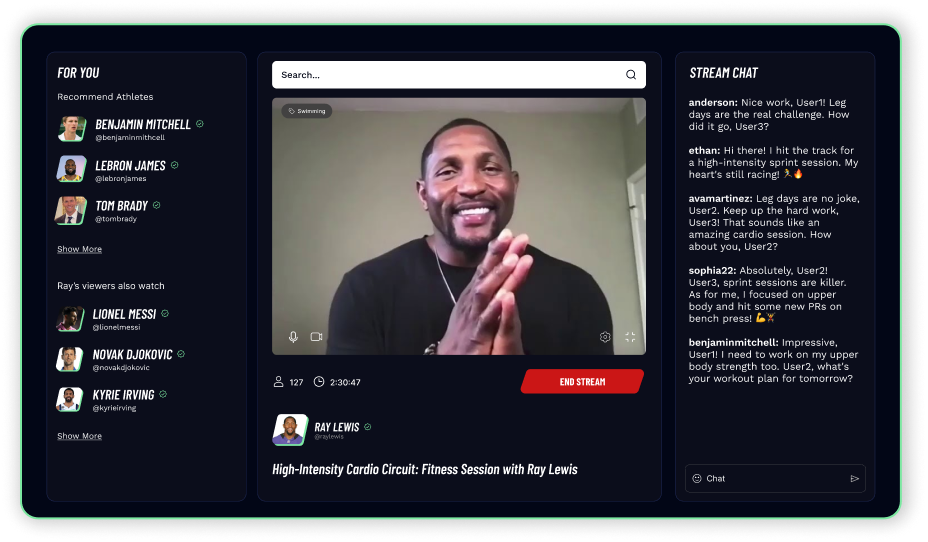 FOR YOU
Recommend Athletes
BENJAMIN MITCHELL
@benjaminmithcell
LEBRON JAMES
@lebronjames
TOM BRADY
@tombrady
Show More
Ray's viewers also watch
LIONEL MESSI
@lionelmessi
NOVAK DJOKOVIC
@novakdjokovic
KYRIE IRVING
@kyrieirving
Show More
Search...
Swimming
127
2:30:47
END STREAM
RAY LEWIS
@raylewis
High-Intensity Cardio Circuit: Fitness Session with Ray Lewis
STREAM CHAT
anderson: Nice work, User1! Leg
days are the real challenge. How
did it go, User3?
ethan: Hi there! I hit the track for
a high-intensity sprint session. My
heart's still racing! 🏃🔥
avamartinez: Leg days are no joke,
User2. Keep up the hard work,
User3! That sounds like an
amazing cardio session. How
about you, User2?
sophia22: Absolutely, User2!
User3, sprint sessions are killer.
As for me, I focused on upper
body and hit some new PRs on
bench press! 💪🏋
benjaminmitchell: Impressive,
User1! I need to work on my upper
body strength too. User2, what's
your workout plan for tomorrow?
Chat